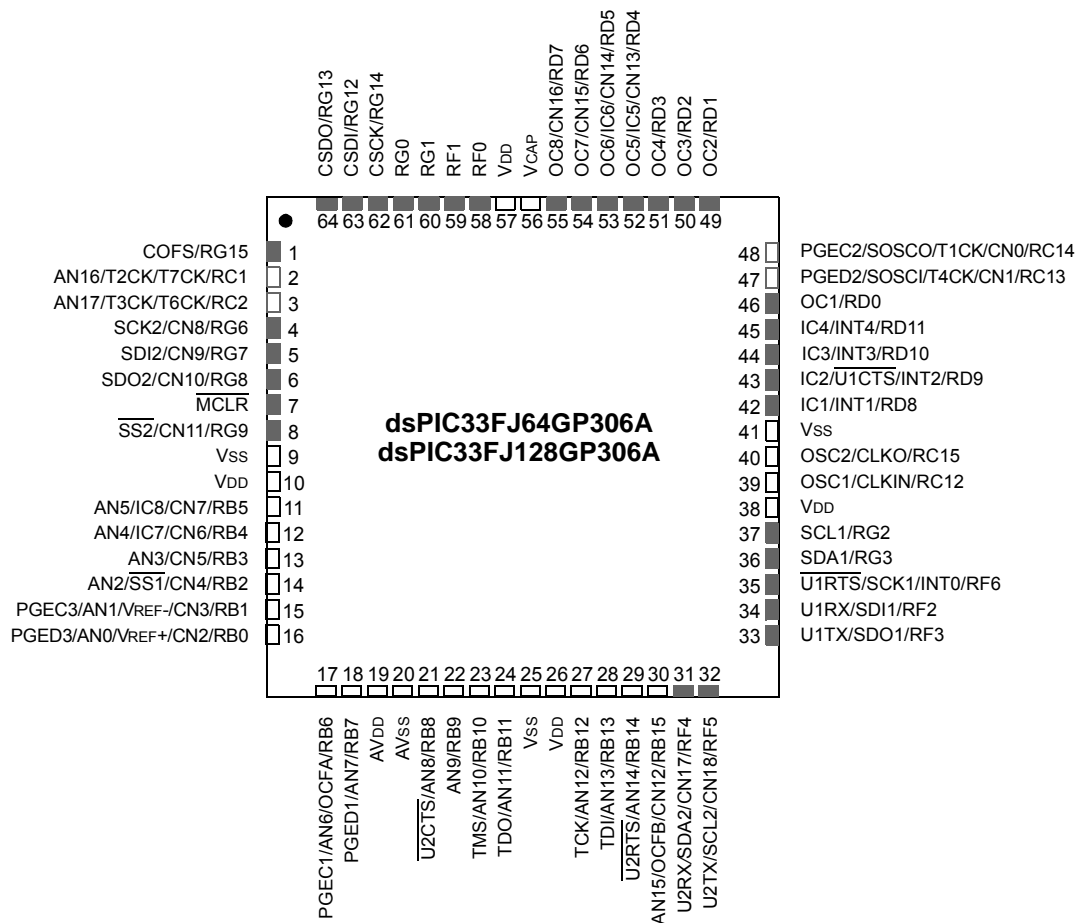 CSDO/RG13
CSDI/RG12
CSCK/RG14
RG0
RG1
RF1
RF0
VDD
VCAP
OC8/CN16/RD7
OC7/CN15/RD6
OC6/IC6/CN14/RD5
OC5/IC5/CN13/RD4
OC4/RD3
OC3/RD2
OC2/RD1
64 63 62 61 60 59 58 57 56 55 54 53 52 51 50 49
COFS/RG15 1
AN16/T2CK/T7CK/RC1 2
AN17/T3CK/T6CK/RC2 3
SCK2/CN8/RG6 4
SDI2/CN9/RG7 5
SDO2/CN10/RG8 6
MCLR 7
SS2/CN11/RG9 8
VSS 9
VDD 10
AN5/IC8/CN7/RB5 11
AN4/IC7/CN6/RB4 12
AN3/CN5/RB3 13
AN2/SS1/CN4/RB2 14
PGEC3/AN1/VREF-/CN3/RB1 15
PGED3/AN0/VREF+/CN2/RB0 16
dsPIC33FJ64GP306A
dsPIC33FJ128GP306A
48 PGEC2/SOSCO/T1CK/CN0/RC14
47 PGED2/SOSCI/T4CK/CN1/RC13
46 OC1/RD0
45 IC4/INT4/RD11
44 IC3/INT3/RD10
43 IC2/U1CTS/INT2/RD9
42 IC1/INT1/RD8
41 VSS
40 OSC2/CLKO/RC15
39 OSC1/CLKIN/RC12
38 VDD
37 SCL1/RG2
36 SDA1/RG3
35 U1RTS/SCK1/INT0/RF6
34 U1RX/SDI1/RF2
33 U1TX/SDO1/RF3
17 18 19 20 21 22 23 24 25 26 27 28 29 30 31 32
PGEC1/AN6/OCFA/RB6
PGED1/AN7/RB7
AVDD
AVSS
U2CTS/AN8/RB8
AN9/RB9
TMS/AN10/RB10
TDO/AN11/RB11
VSS
VDD
TCK/AN12/RB12
TDI/AN13/RB13
U2RTS/AN14/RB14
AN15/OCFB/CN12/RB15
U2RX/SDA2/CN17/RF4
U2TX/SCL2/CN18/RF5